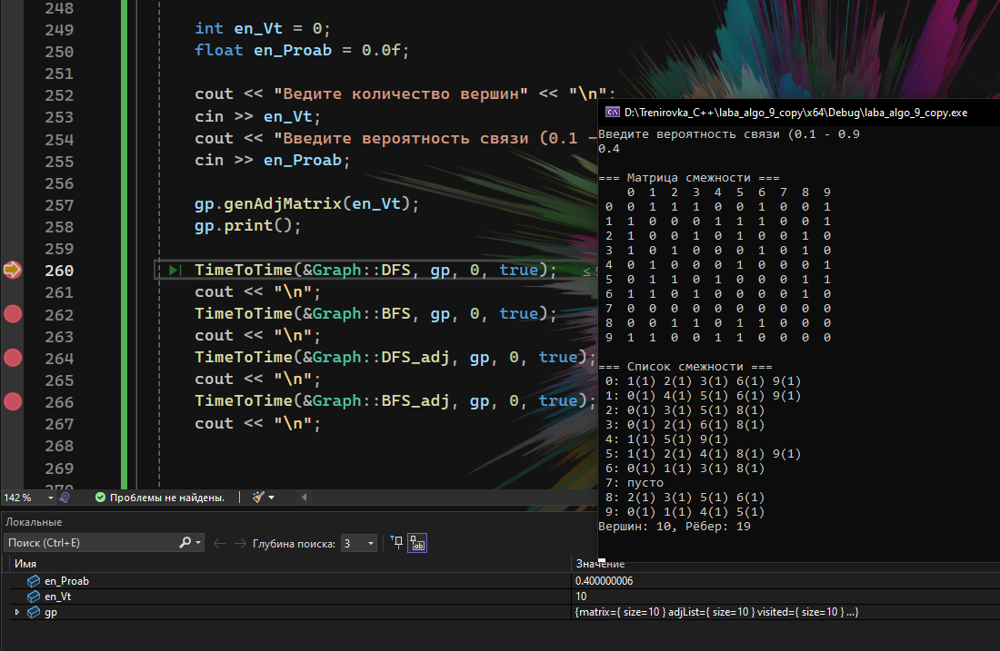 248
249 int en_Vt = 0;
250 float en_Proab = 0.0f;
251
252 cout << "Ведите количество вершин" << "\n";
253 cin >> en_Vt;
254 cout << "Введите вероятность связи (0.1 –
255 cin >> en_Proab;
256
257 gp.genAdjMatrix(en_Vt);
258 gp.print();
259
260 TimeToTime(&Graph::DFS, gp, 0, true);
261 cout << "\n";
262 TimeToTime(&Graph::BFS, gp, 0, true);
263 cout << "\n";
264 TimeToTime(&Graph::DFS_adj, gp, 0, true);
265 cout << "\n";
266 TimeToTime(&Graph::BFS_adj, gp, 0, true);
267 cout << "\n";
268
269
270
D:\Trenirovka_C++\laba_algo_9_copy\x64\Debug\laba_algo_9_copy.exe
Введите вероятность связи (0.1 - 0.9
0.4
=== Матрица смежности ===
0 1 2 3 4 5 6 7 8 9
0 0 1 1 1 0 0 1 0 0 1
1 1 0 0 0 1 1 1 0 0 1
2 1 0 0 1 0 1 0 0 1 0
3 1 0 1 0 0 0 1 0 1 0
4 0 1 0 0 0 1 0 0 0 1
5 0 1 1 0 1 0 0 0 1 1
6 1 1 0 1 0 0 0 0 1 0
7 0 0 0 0 0 0 0 0 0 0
8 0 0 1 1 0 1 1 0 0 0
9 1 1 0 0 1 1 0 0 0 0
=== Список смежности ===
0: 1(1) 2(1) 3(1) 6(1) 9(1)
1: 0(1) 4(1) 5(1) 6(1) 9(1)
2: 0(1) 3(1) 5(1) 8(1)
3: 0(1) 2(1) 6(1) 8(1)
4: 1(1) 5(1) 9(1)
5: 1(1) 2(1) 4(1) 8(1) 9(1)
6: 0(1) 1(1) 3(1) 8(1)
7: пусто
8: 2(1) 3(1) 5(1) 6(1)
9: 0(1) 1(1) 4(1) 5(1)
Вершин: 10, Рёбер: 19
142 % Проблемы не найдены.
Локальные
Поиск (Ctrl+E) Глубина поиска: 3
Имя Значение
en_Proab 0.400000006
en_Vt 10
gp {matrix={ size=10 } adjList={ size=10 } visited={ size=10 } ...}